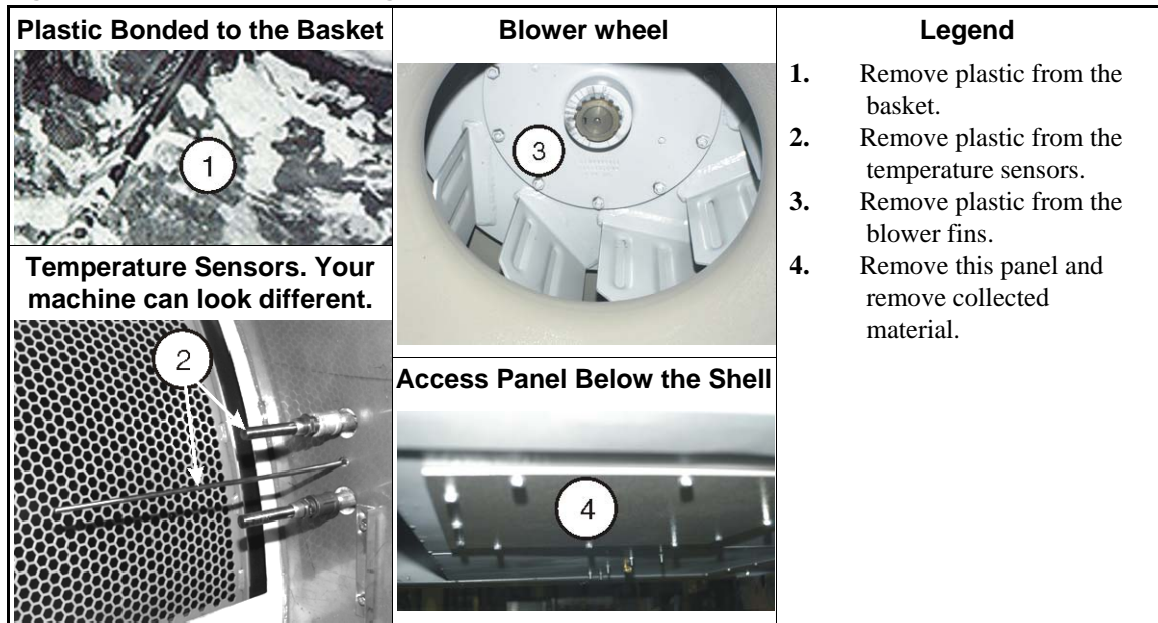 Plastic Bonded to the Basket
1
Temperature Sensors. Your
machine can look different.
2
Blower wheel
3
Access Panel Below the Shell
4
Legend
1. Remove plastic from the
basket.
2. Remove plastic from the
temperature sensors.
3. Remove plastic from the
blower fins.
4. Remove this panel and
remove collected
material.